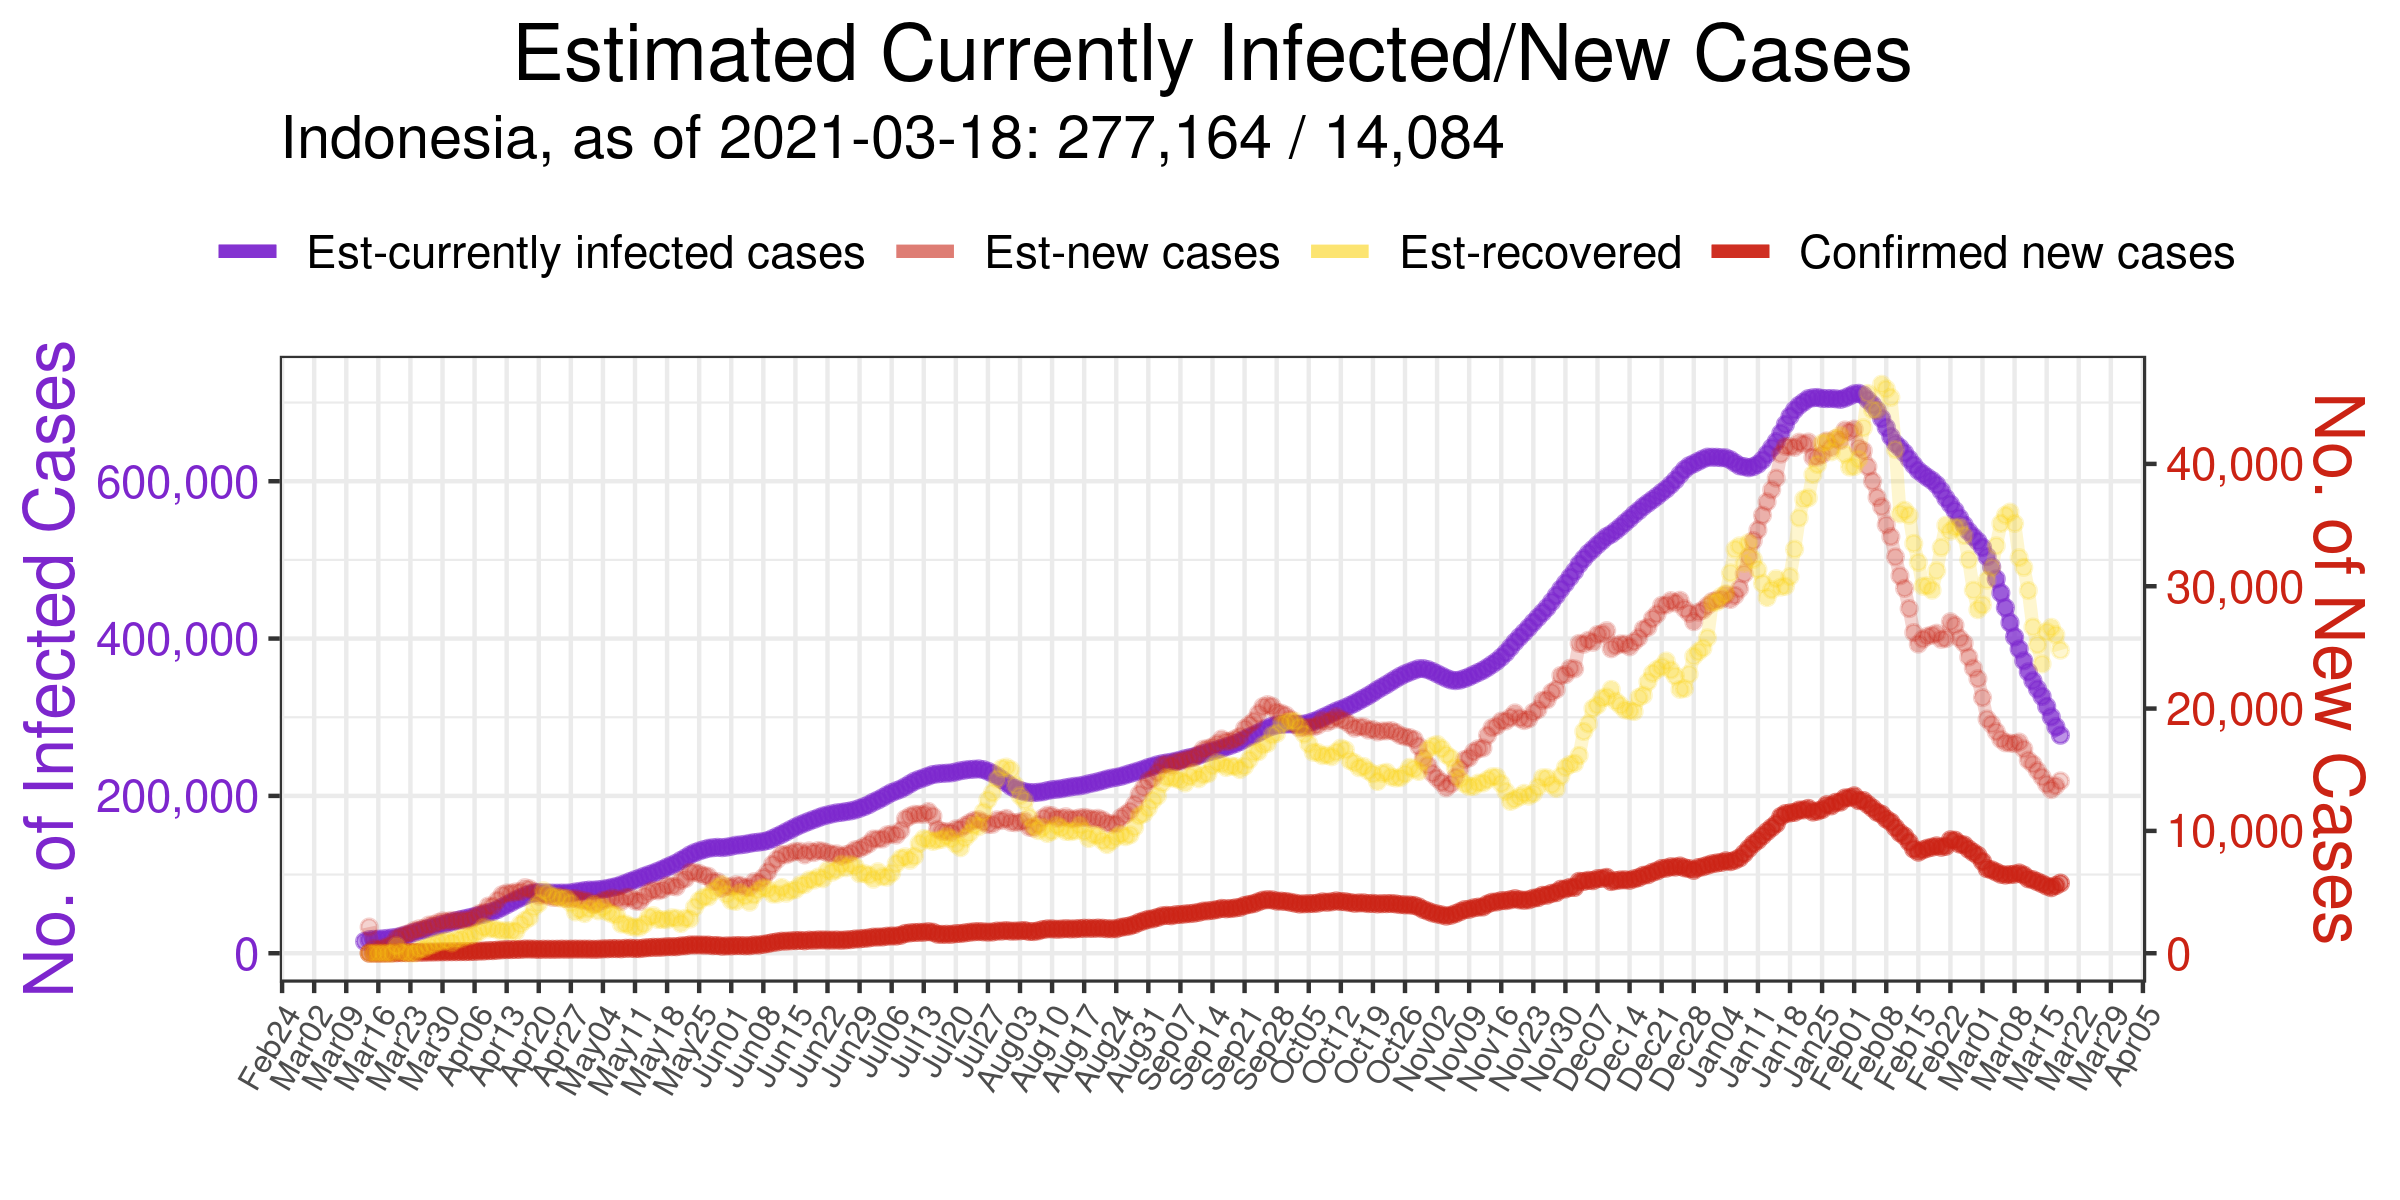 Estimated Currently Infected/New Cases
Indonesia, as of 2021-03-18: 277,164 / 14,084
Est-currently infected cases
Est-new cases
Est-recovered
Confirmed new cases
No. of Infected Cases
600,000
400,000
200,000
0
40,000
30,000
20,000
10,000
0
No. of New Cases
Feb24
Mar02
Mar09
Mar16
Mar23
Mar30
Apr06
Apr13
Apr20
Apr27
May04
May11
May18
May25
Jun01
Jun08
Jun15
Jun22
Jun29
Jul06
Jul13
Jul20
Jul27
Aug03
Aug10
Aug17
Aug24
Aug31
Sep07
Sep14
Sep21
Sep28
Oct05
Oct12
Oct19
Oct26
Nov02
Nov09
Nov16
Nov23
Nov30
Dec07
Dec14
Dec21
Dec28
Jan04
Jan11
Jan18
Jan25
Feb01
Feb08
Feb15
Feb22
Mar01
Mar08
Mar15
Mar22
Mar29
Apr05